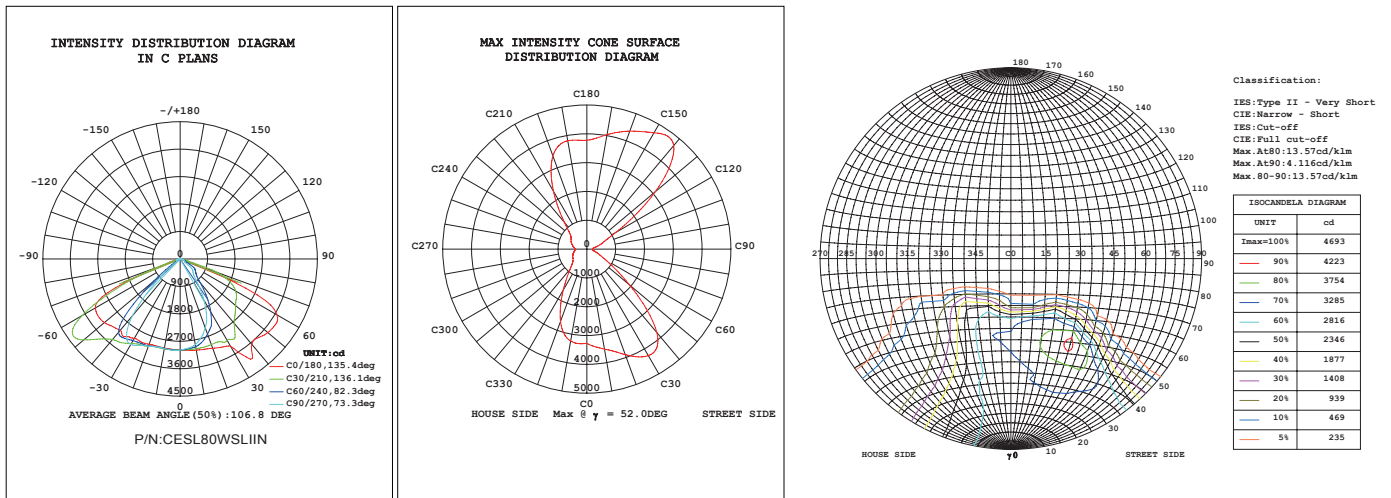 INTENSITY DISTRIBUTION DIAGRAM
IN C PLANS
-/+180
-150
150
-120
120
-90
0
90
900
1800
-60
2700
60
3600
-30
4500
30
0
UNIT:cd
C0/180,135.4deg
C30/210,136.1deg
C60/240,82.3deg
C90/270,73.3deg
AVERAGE BEAM ANGLE(50%):106.8 DEG
P/N:CESL80WSLIIN
MAX INTENSITY CONE SURFACE
DISTRIBUTION DIAGRAM
C180
C210
C150
C240
C120
C270
0
C90
1000
2000
C300
3000
C60
4000
C330
5000
C30
C0
HOUSE SIDE Max @ γ = 52.0DEG STREET SIDE
180
170
160
150
140
130
120
110
100
270 285 300 315 330 345 C0 15 30 45 60 75 90
90
80
70
60
50
40
30
20
10
γ0
HOUSE SIDE
STREET SIDE
Classification:
IES:Type II - Very Short
CIE:Narrow - Short
IES:Cut-off
CIE:Full cut-off
Max.At80:13.57cd/klm
Max.At90:4.116cd/klm
Max.80-90:13.57cd/klm
ISOCANDELA DIAGRAM
UNIT cd
Imax=100% 4693
90% 4223
80% 3754
70% 3285
60% 2816
50% 2346
40% 1877
30% 1408
20% 939
10% 469
5% 235